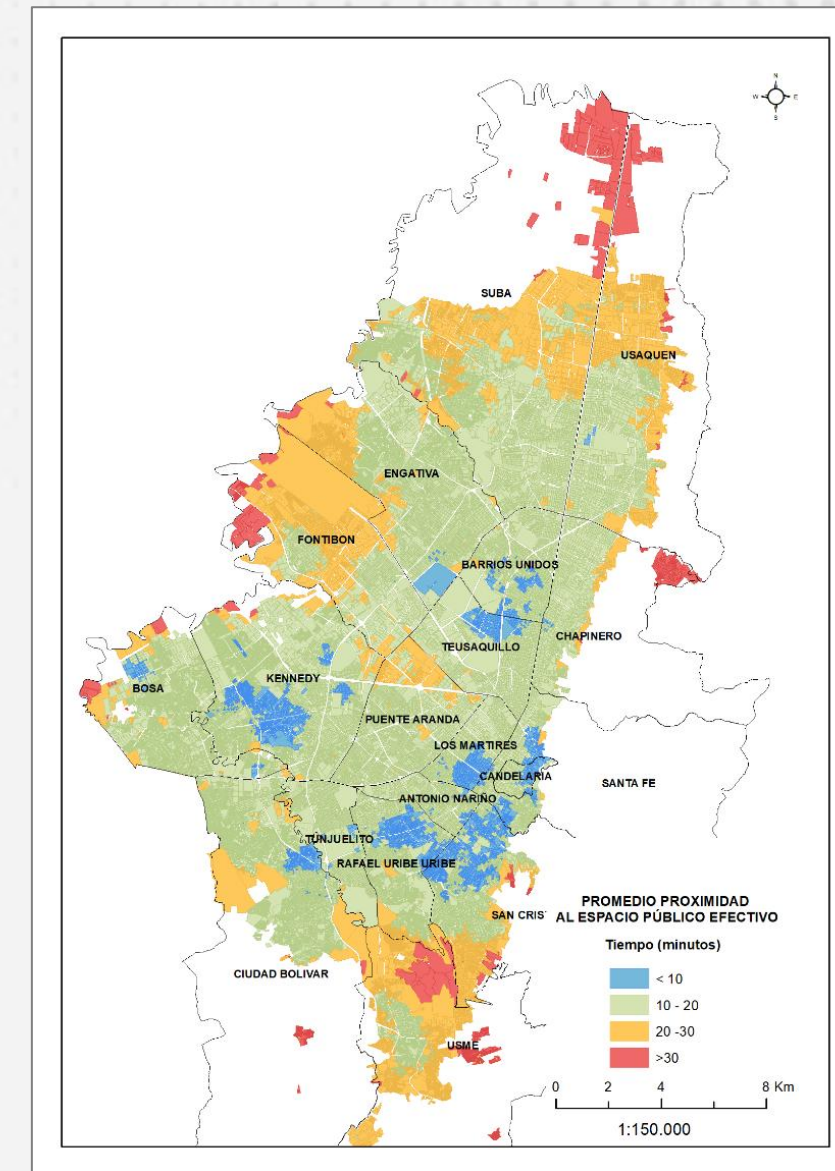 N
W E
S
SUBA
USAQUEN
ENGATIVA
FONTIBON
BARRIOS UNIDOS
CHAPINERO
TEUSAQUILLO
KENNEDY
BOSA
PUENTE ARANDA
LOS MARTIRES
CANDELARIA
SANTA FE
ANTONIO NARIÑO
TUNJUELITO
RAFAEL URIBE URIBE
SAN CRIS
CIUDAD BOLIVAR
USME
PROMEDIO PROXIMIDAD
AL ESPACIO PÚBLICO EFECTIVO
Tiempo (minutos)
< 10
10 - 20
20 -30
>30
0 2 4 8 Km
1:150.000